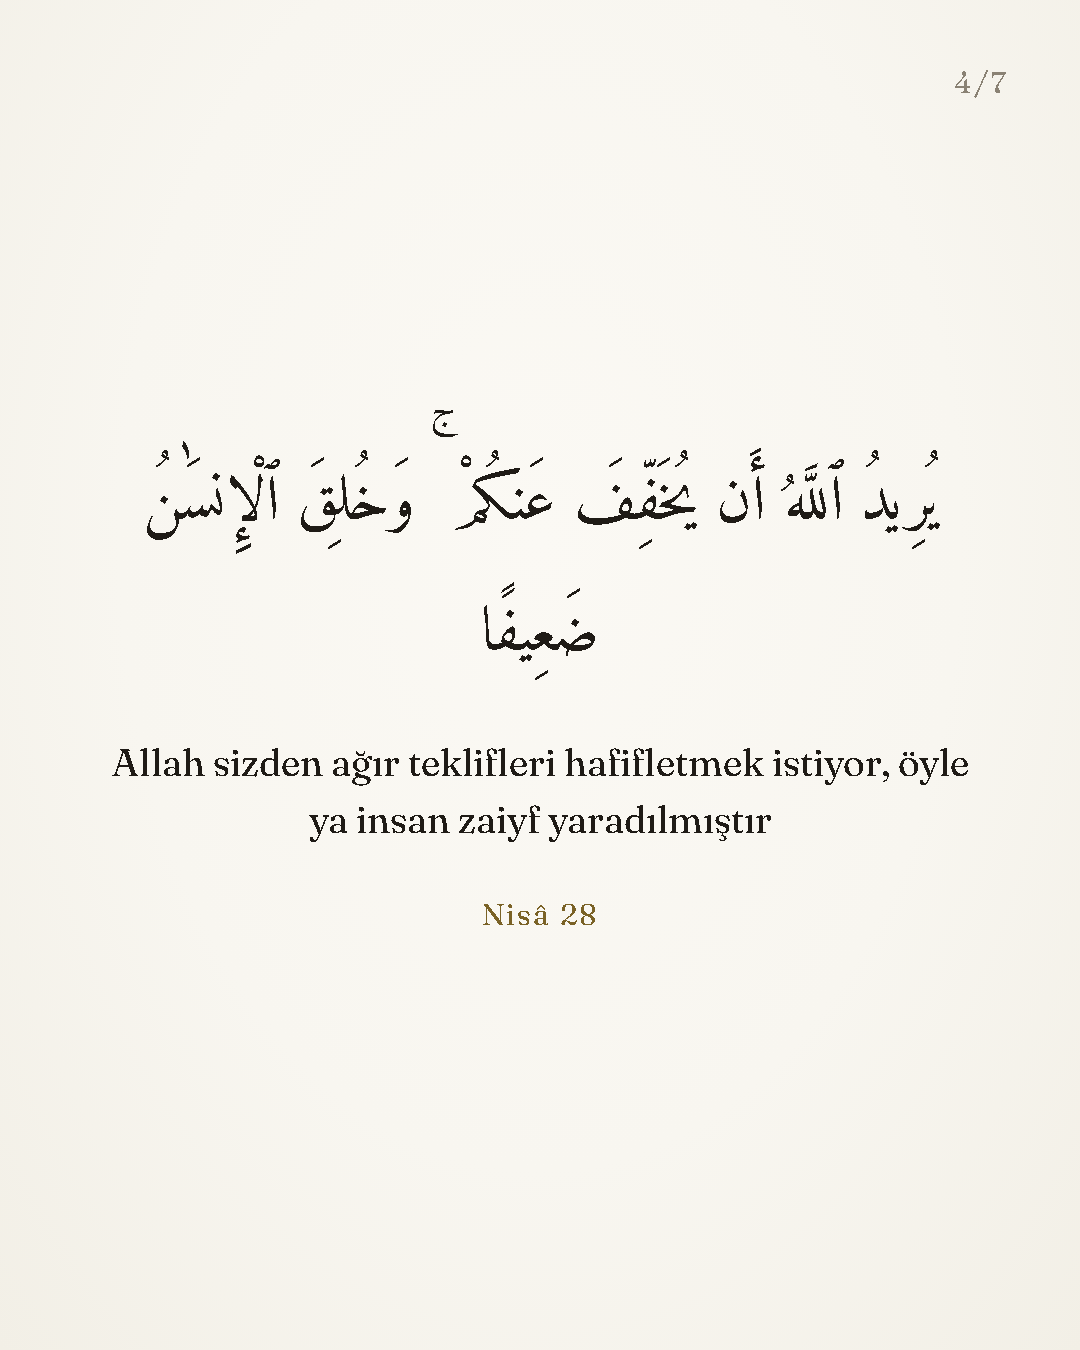 4/7
يُرِيدُ ٱللَّهُ أَن يُخَفِّفَ عَنكُمْ ۚ وَخُلِقَ ٱلْإِنسَٰنُ
ضَعِيفًا
Allah sizden ağır teklifleri hafifletmek istiyor, öyle
ya insan zaiyf yaradılmıştır
Nisâ 28